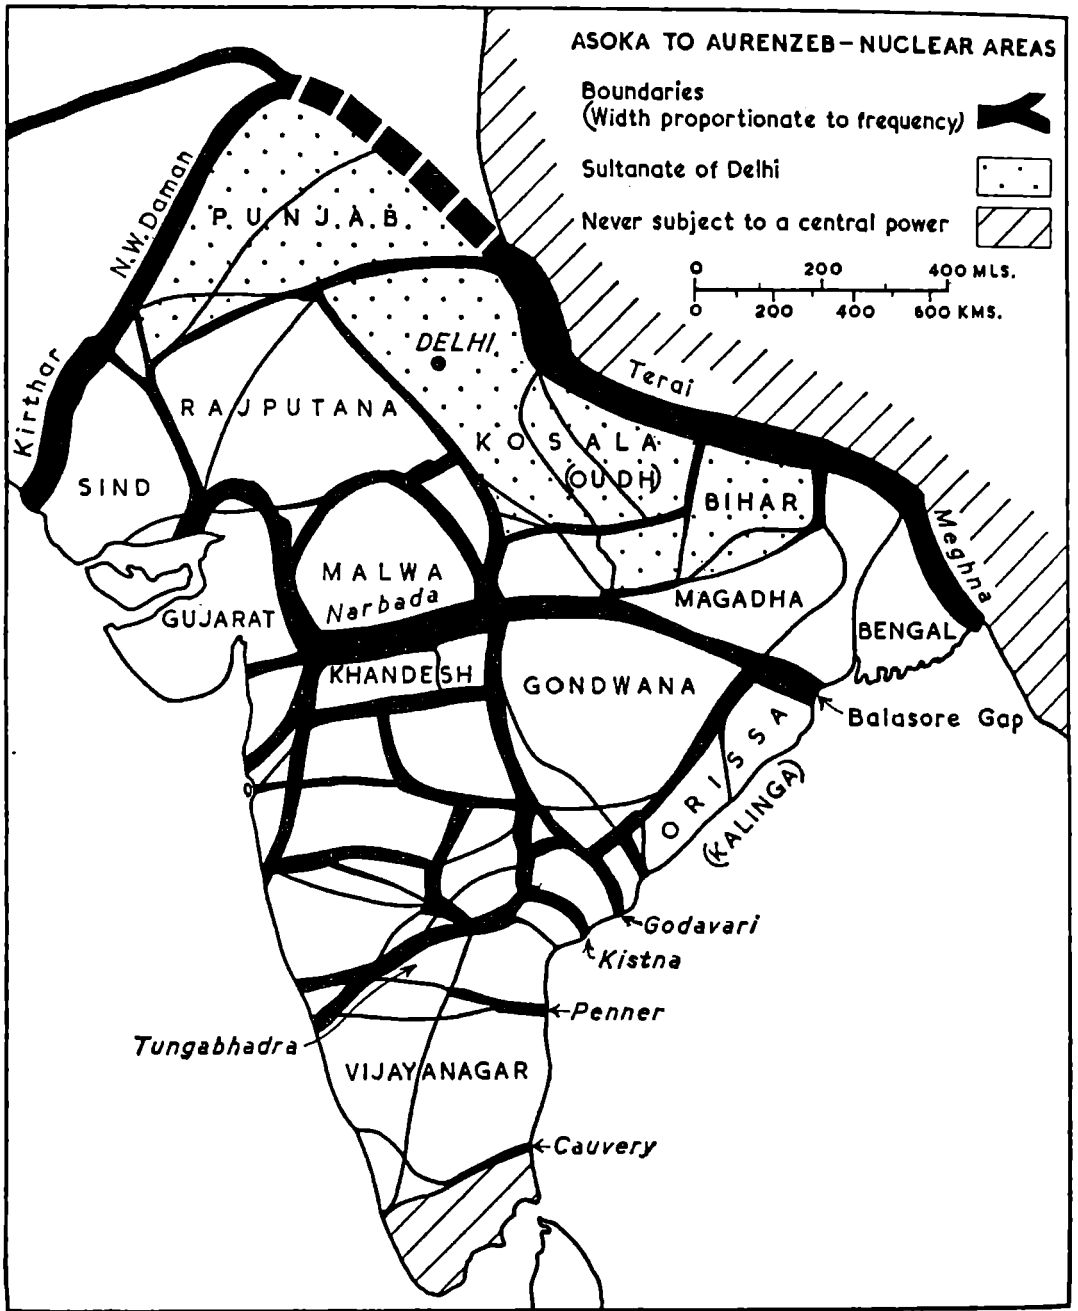 ASOKA TO AURENZEB – NUCLEAR AREAS
Boundaries
(Width proportionate to frequency)
Sultanate of Delhi
Never subject to a central power
0 200 400 MLS.
0 200 400 600 KMS.
N.W. Daman
PUNJAB
Kirthar
DELHI
Terai
RAJPUTANA
KOSALA
(OUDH)
SIND
BIHAR
Meghna
MALWA
Narbada
MAGADHA
GUJARAT
BENGAL
KHANDESH
GONDWANA
Balasore Gap
ORISSA
(KALINGA)
Godavari
Kistna
Penner
Tungabhadra
VIJAYANAGAR
Cauvery